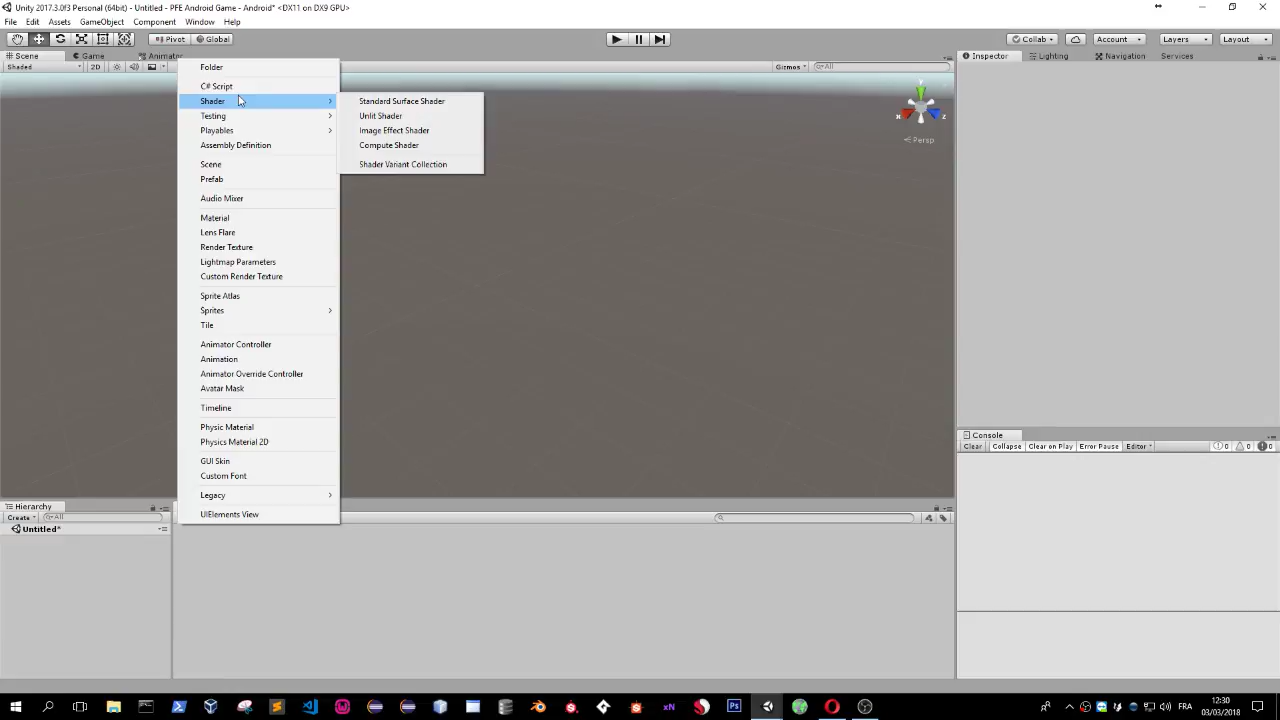 Unity 2017.3.0f3 Personal (64bit) - Untitled - PFE Android Game - Android* <DX11 on DX9 GPU>
File Edit Assets GameObject Component Window Help
Pivot Global Collab Account Layers Layout
Scene Game Animator Inspector Lighting Navigation Services
Shaded 2D Gizmos All
Folder
C# Script
Shader
Testing
Playables
Assembly Definition
Scene
Prefab
Audio Mixer
Material
Lens Flare
Render Texture
Lightmap Parameters
Custom Render Texture
Sprite Atlas
Sprites
Tile
Animator Controller
Animation
Animator Override Controller
Avatar Mask
Timeline
Physic Material
Physics Material 2D
GUI Skin
Custom Font
Legacy
UIElements View
Standard Surface Shader
Unlit Shader
Image Effect Shader
Compute Shader
Shader Variant Collection
y
x z
Persp
Console
Clear Collapse Clear on Play Error Pause Editor 0 0 0
Hierarchy
Create All
Untitled*
xN Ps FRA 12:30
03/03/2018